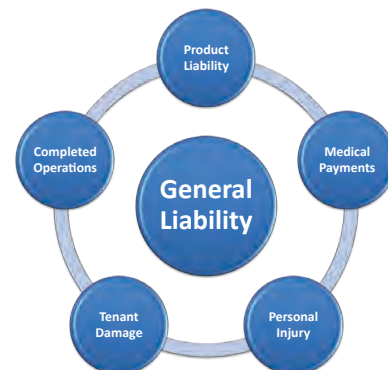 Product
Liability
Completed
Operations
Medical
Payments
General
Liability
Tenant
Damage
Personal
Injury